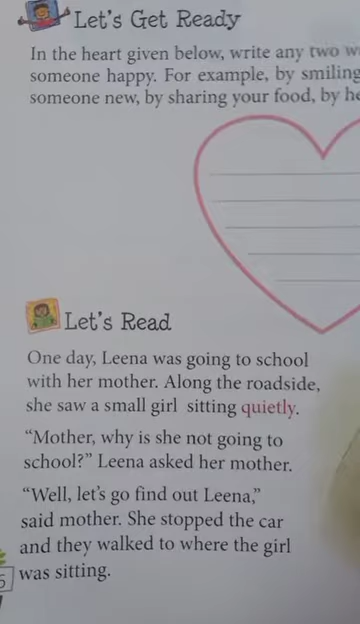 Let's Get Ready
In the heart given below, write any two
someone happy. For example, by smiling
someone new, by sharing your food, by
Let's Read
One day, Leena was going to school
with her mother. Along the roadside,
she saw a small girl sitting quietly.
“Mother, why is she not going to
school?” Leena asked her mother.
“Well, let's go find out Leena,”
said mother. She stopped the car
and they walked to where the girl
was sitting.